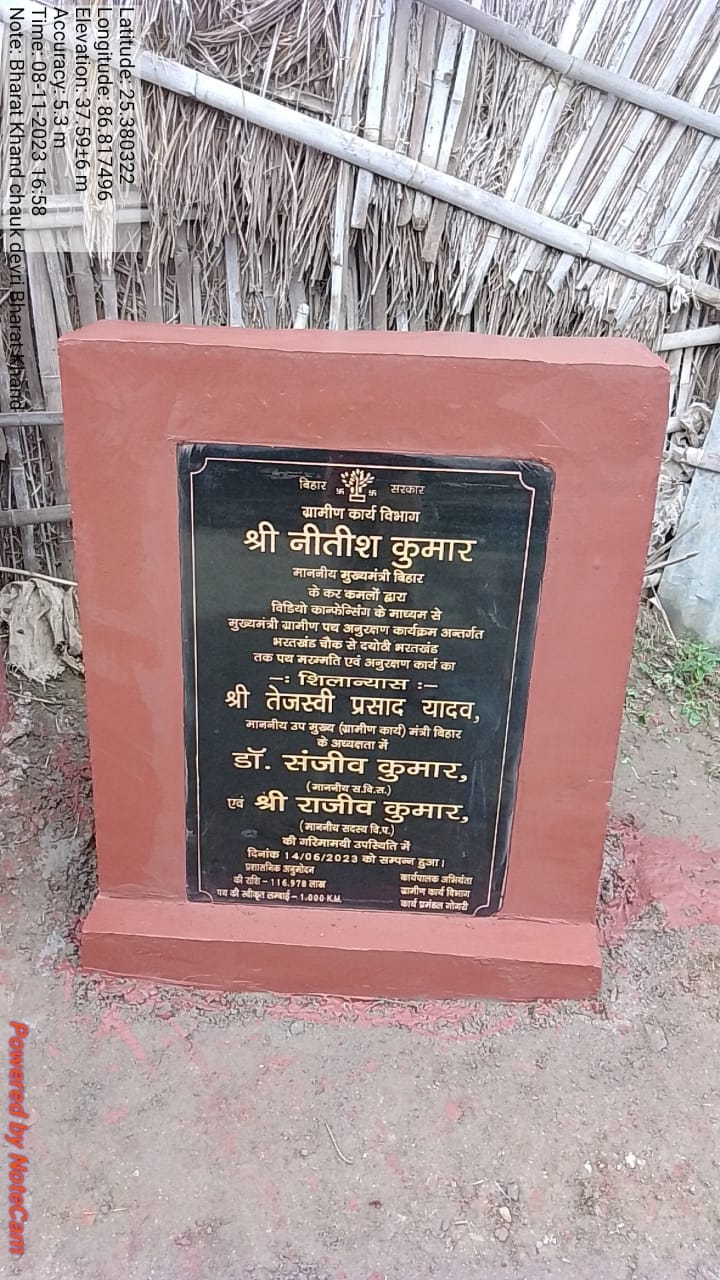 Latitude: 25.380322
Longitude: 86.817496
Elevation: 37.59±6 m
Accuracy: 5.3 m
Time: 08-11-2023 16:58
Note: Bharat Khand chauk devri Bharat Khand
बिहार सरकार
ग्रामीण कार्य विभाग
श्री नीतीश कुमार
माननीय मुख्यमंत्री बिहार
के कर कमलों द्वारा
विडियो कान्फेन्सिंग के माध्यम से
मुख्यमंत्री ग्रामीण पथ अनुरक्षण कार्यक्रम अन्तर्गत
भरतखंड चौक से दयोठी भरतखंड
तक पथ मरम्मति एवं अनुरक्षण कार्य का
-: शिलान्यास :-
श्री तेजस्वी प्रसाद यादव,
माननीय उप मुख्य (ग्रामीण कार्य) मंत्री बिहार
के अध्यक्षता में
डॉ. संजीव कुमार,
(माननीय स.वि.स.)
एवं श्री राजीव कुमार,
(माननीय सदस्य वि.प.)
की गरिमामयी उपस्थिति में
दिनांक 14/06/2023 को सम्पन्न हुआ।
प्रशासनिक अनुमोदन
की राशि - 116.978 लाख
पथ की स्वीकृत लम्बाई - 1.000 KM
कार्यपालक अभियंता
ग्रामीण कार्य विभाग
कार्य प्रमंडल गोगरी
Powered by NoteCam